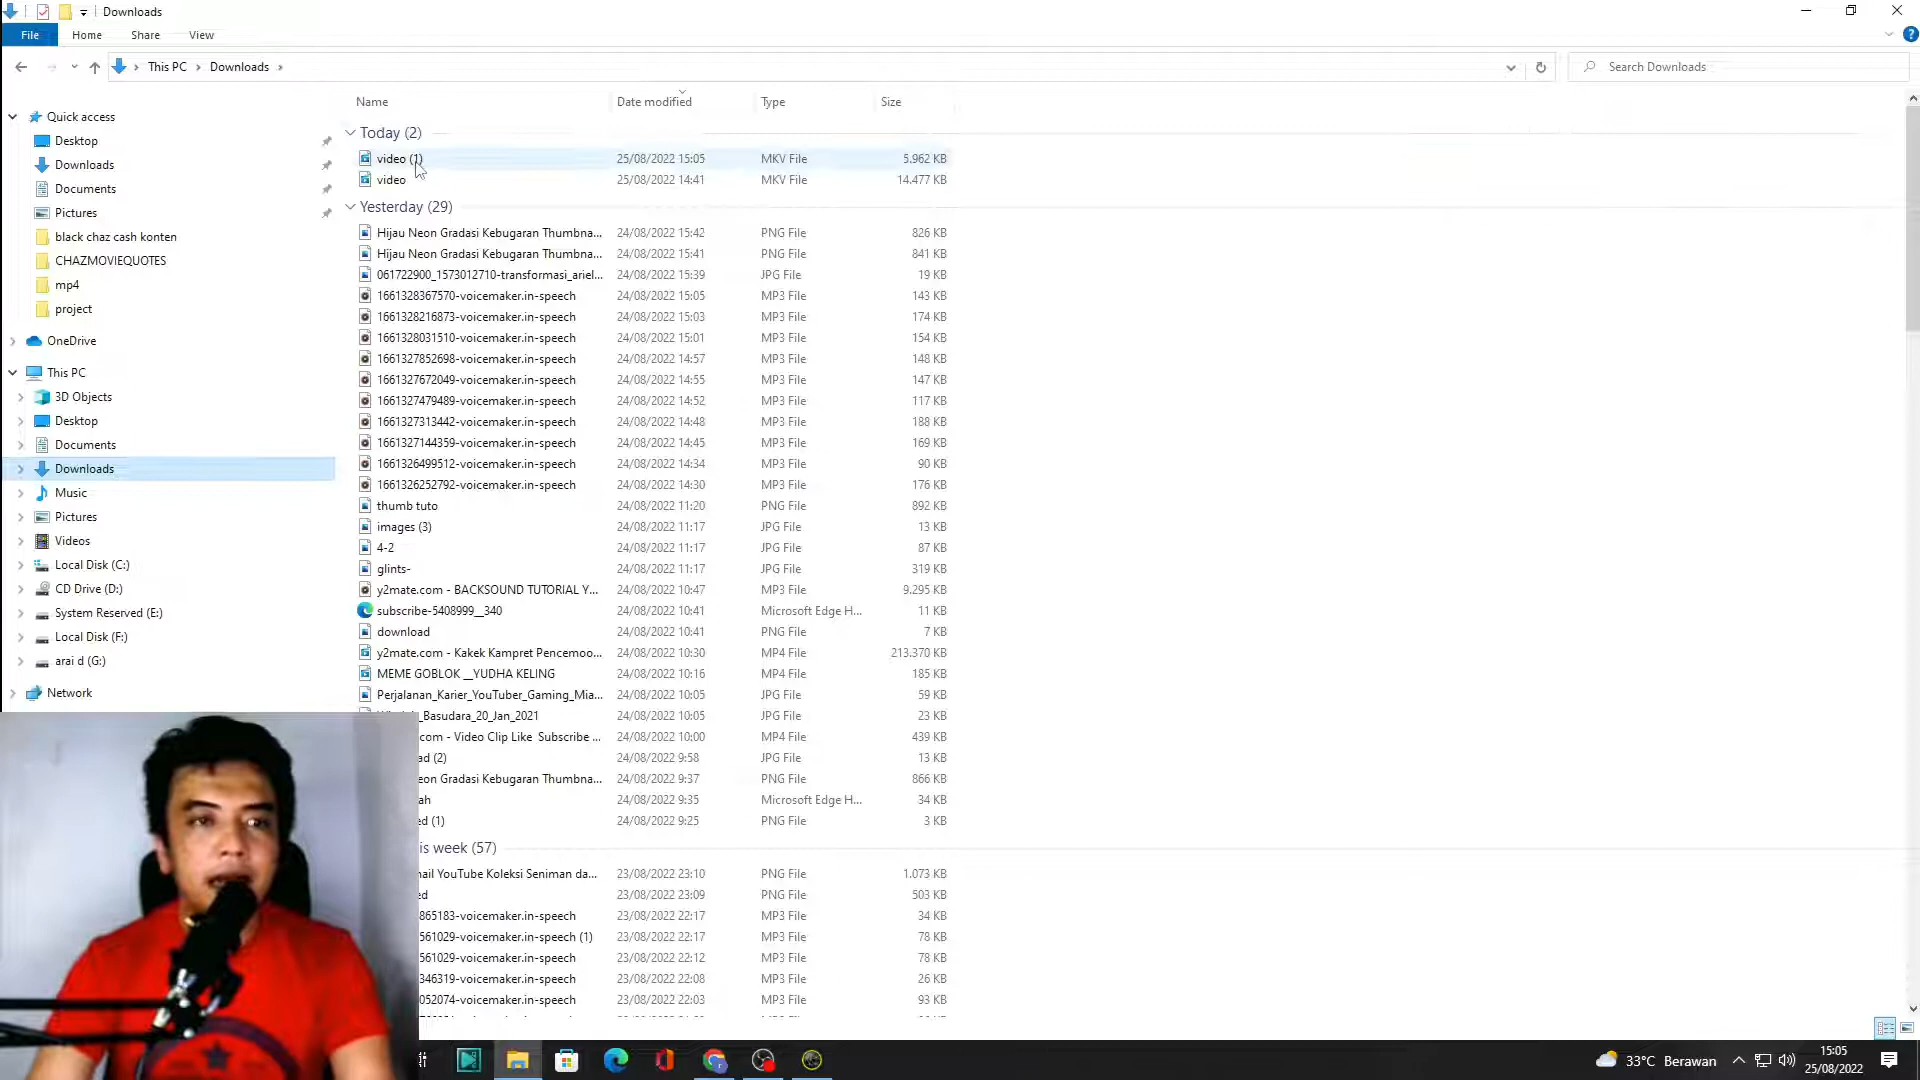 Downloads
File Home Share View
This PC Downloads
Search Downloads
Quick access
Desktop
Downloads
Documents
Pictures
black chaz cash konten
CHAZMOVIEQUOTES
mp4
project
OneDrive
This PC
3D Objects
Desktop
Documents
Downloads
Music
Pictures
Videos
Local Disk (C:)
CD Drive (D:)
System Reserved (E:)
Local Disk (F:)
arai d (G:)
Network
Name Date modified Type Size
Today (2)
video (1) 25/08/2022 15:05 MKV File 5.962 KB
video 25/08/2022 14:41 MKV File 14.477 KB
Yesterday (29)
Hijau Neon Gradasi Kebugaran Thumbna... 24/08/2022 15:42 PNG File 826 KB
Hijau Neon Gradasi Kebugaran Thumbna... 24/08/2022 15:41 PNG File 841 KB
061722900_1573012710-transformasi_ariel... 24/08/2022 15:39 JPG File 19 KB
1661328367570-voicemaker.in-speech 24/08/2022 15:05 MP3 File 143 KB
1661328216873-voicemaker.in-speech 24/08/2022 15:03 MP3 File 174 KB
1661328031510-voicemaker.in-speech 24/08/2022 15:01 MP3 File 154 KB
1661327852698-voicemaker.in-speech 24/08/2022 14:57 MP3 File 148 KB
1661327672049-voicemaker.in-speech 24/08/2022 14:55 MP3 File 147 KB
1661327479489-voicemaker.in-speech 24/08/2022 14:52 MP3 File 117 KB
1661327313442-voicemaker.in-speech 24/08/2022 14:48 MP3 File 188 KB
1661327144359-voicemaker.in-speech 24/08/2022 14:45 MP3 File 169 KB
1661326499512-voicemaker.in-speech 24/08/2022 14:34 MP3 File 90 KB
1661326252792-voicemaker.in-speech 24/08/2022 14:30 MP3 File 176 KB
thumb tuto 24/08/2022 11:20 PNG File 892 KB
images (3) 24/08/2022 11:17 JPG File 13 KB
4-2 24/08/2022 11:17 JPG File 87 KB
glints- 24/08/2022 11:17 JPG File 319 KB
y2mate.com - BACKSOUND TUTORIAL Y... 24/08/2022 10:47 MP3 File 9.295 KB
subscribe-5408999__340 24/08/2022 10:41 Microsoft Edge H... 11 KB
download 24/08/2022 10:41 PNG File 7 KB
y2mate.com - Kakek Kampret Pencemoo... 24/08/2022 10:30 MP4 File 213.370 KB
MEME GOBLOK __YUDHA KELING 24/08/2022 10:16 MP4 File 185 KB
Perjalanan_Karier_YouTuber_Gaming_Mia... 24/08/2022 10:05 JPG File 59 KB
_Basudara_20_Jan_2021 24/08/2022 10:05 JPG File 23 KB
com - Video Clip Like Subscribe ... 24/08/2022 10:00 MP4 File 439 KB
ad (2) 24/08/2022 9:58 JPG File 13 KB
eon Gradasi Kebugaran Thumbna... 24/08/2022 9:37 PNG File 866 KB
ah 24/08/2022 9:35 Microsoft Edge H... 34 KB
ed (1) 24/08/2022 9:25 PNG File 3 KB
is week (57)
ail YouTube Koleksi Seniman da... 23/08/2022 23:10 PNG File 1.073 KB
ed 23/08/2022 23:09 PNG File 503 KB
865183-voicemaker.in-speech 23/08/2022 22:17 MP3 File 34 KB
561029-voicemaker.in-speech (1) 23/08/2022 22:17 MP3 File 78 KB
561029-voicemaker.in-speech 23/08/2022 22:12 MP3 File 78 KB
346319-voicemaker.in-speech 23/08/2022 22:08 MP3 File 26 KB
052074-voicemaker.in-speech 23/08/2022 22:03 MP3 File 93 KB
33°C Berawan
15:05
25/08/2022